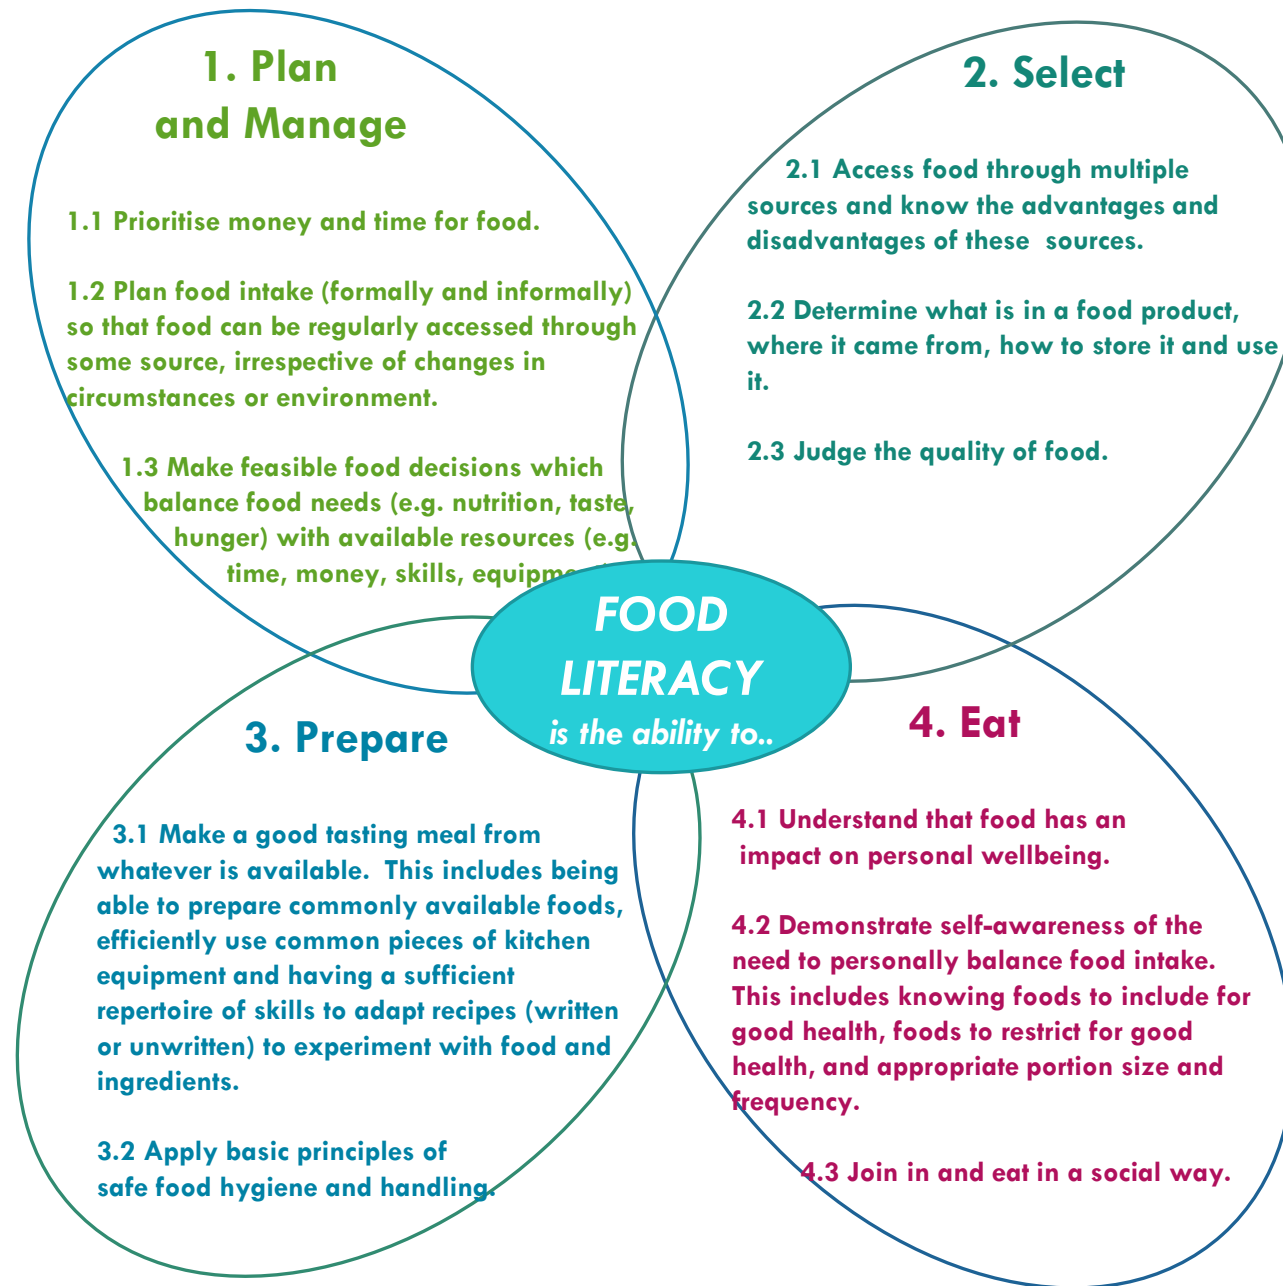 1. Plan
and Manage
1.1 Prioritise money and time for food.
1.2 Plan food intake (formally and informally)
so that food can be regularly accessed through
some source, irrespective of changes in
circumstances or environment.
1.3 Make feasible food decisions which
balance food needs (e.g. nutrition, taste,
hunger) with available resources (e.g.
time, money, skills,
2. Select
2.1 Access food through multiple
sources and know the advantages and
disadvantages of these sources.
2.2 Determine what is in a food product,
where it came from, how to store it and use
it.
2.3 Judge the quality of food.
FOOD
LITERACY
is the ability to..
3. Prepare
3.1 Make a good tasting meal from
whatever is available. This includes being
able to prepare commonly available foods,
efficiently use common pieces of kitchen
equipment and having a sufficient
repertoire of skills to adapt recipes (written
or unwritten) to experiment with food and
ingredients.
3.2 Apply basic principles of
safe food hygiene and handling.
4. Eat
4.1 Understand that food has an
impact on personal wellbeing.
4.2 Demonstrate self-awareness of the
need to personally balance food intake.
This includes knowing foods to include for
good health, foods to restrict for good
health, and appropriate portion size and
frequency.
4.3 Join in and eat in a social way.